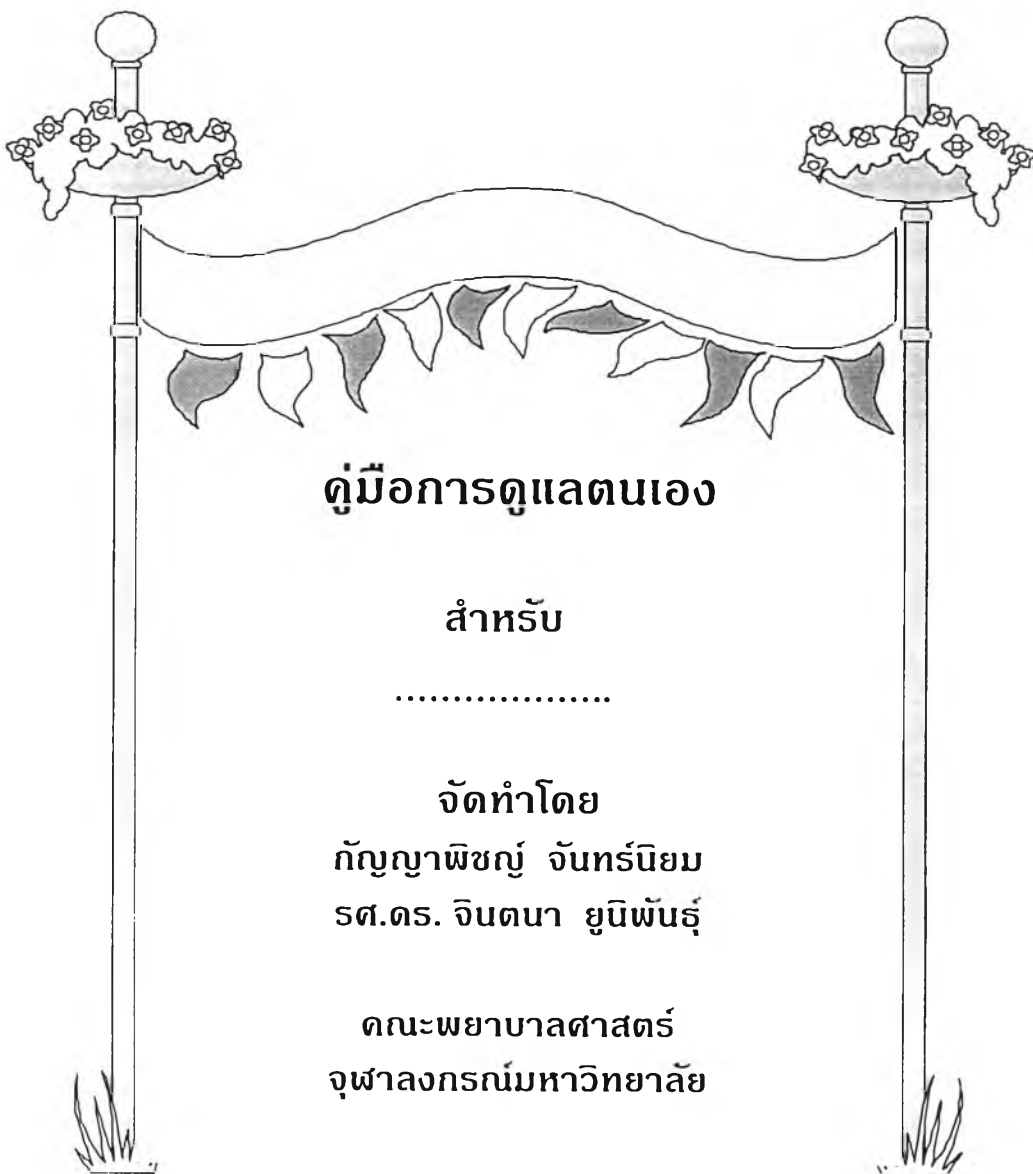 คู่มือการดูแลตนเอง
สำหรับ
...................
จัดทำโดย
กัญญาพิชญ์ จันทร์นิยม
รศ.ดร. จินตนา ยูนิพันธุ์
คณะพยาบาลศาสตร์
จุฬาลงกรณ์มหาวิทยาลัย